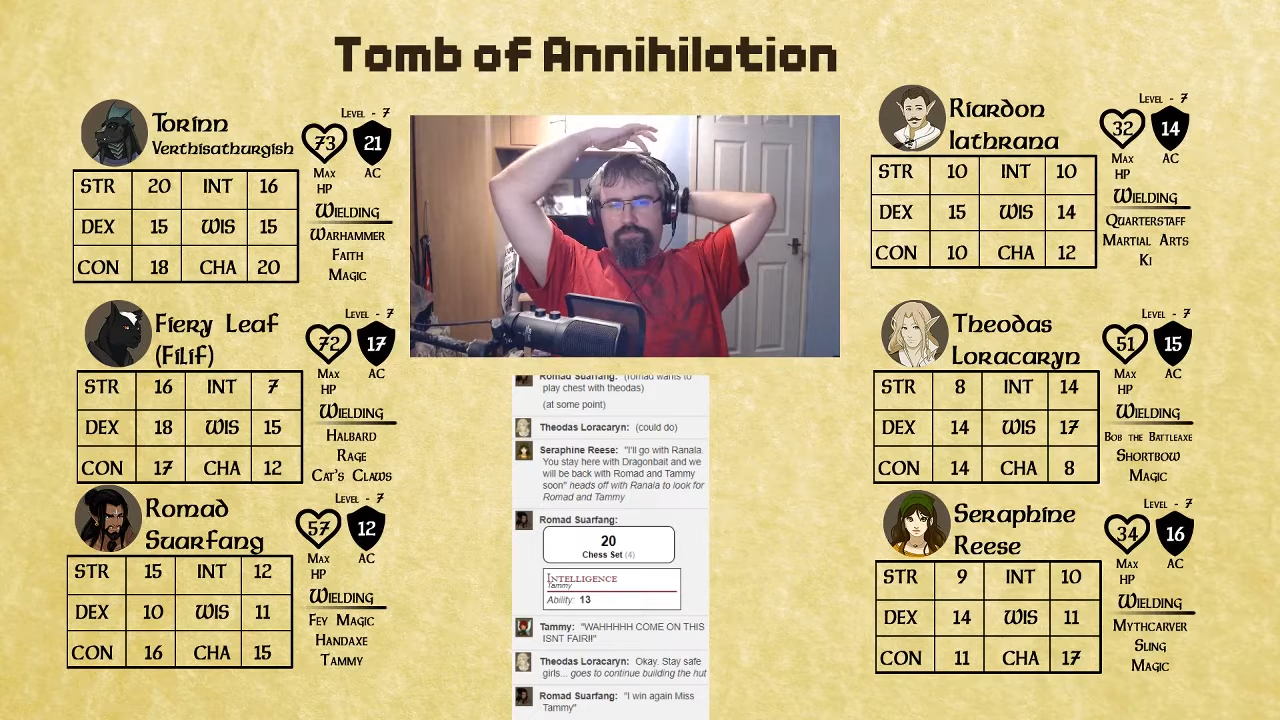 Tomb of Annihilation
Torinn
Verthisathurgish
Level - 7
73
21
Max HP
AC
STR 20 INT 16
DEX 15 WIS 15
CON 18 CHA 20
Wielding
Warhammer
Faith
Magic
Fiery Leaf
(Filif)
Level - 7
72
17
Max HP
AC
STR 16 INT 7
DEX 18 WIS 15
CON 17 CHA 12
Wielding
Halbard
Rage
Cat's Claws
Romad
Suarfang
Level - 7
57
12
Max HP
AC
STR 15 INT 12
DEX 10 WIS 11
CON 16 CHA 15
Wielding
Fey Magic
Handaxe
Tammy
Romad Suarfang: (romad wants to
play chest with theodas)
(at some point)
Theodas Loracaryn: (could do)
Seraphine Reese: "I'll go with Ranala.
You stay here with Dragonbait and we
will be back with Romad and Tammy
soon" heads off with Ranala to look for
Romad and Tammy
Romad Suarfang:
20
Chess Set (4)
Intelligence
Tammy
Ability: 13
Tammy: "WAHHHHH COME ON THIS
ISNT FAIR!!"
Theodas Loracaryn: Okay. Stay safe
girls... goes to continue building the hut
Romad Suarfang: "I win again Miss
Tammy"
Riardon
Iathrana
Level - 7
32
14
Max HP
AC
STR 10 INT 10
DEX 15 WIS 14
CON 10 CHA 12
Wielding
Quarterstaff
Martial Arts
Ki
Theodas
Loracaryn
Level - 7
51
15
Max HP
AC
STR 8 INT 14
DEX 14 WIS 17
CON 14 CHA 8
Wielding
Bob the Battleaxe
Shortbow
Magic
Seraphine
Reese
Level - 7
34
16
Max HP
AC
STR 9 INT 10
DEX 14 WIS 11
CON 11 CHA 17
Wielding
Mythcarver
Sling
Magic